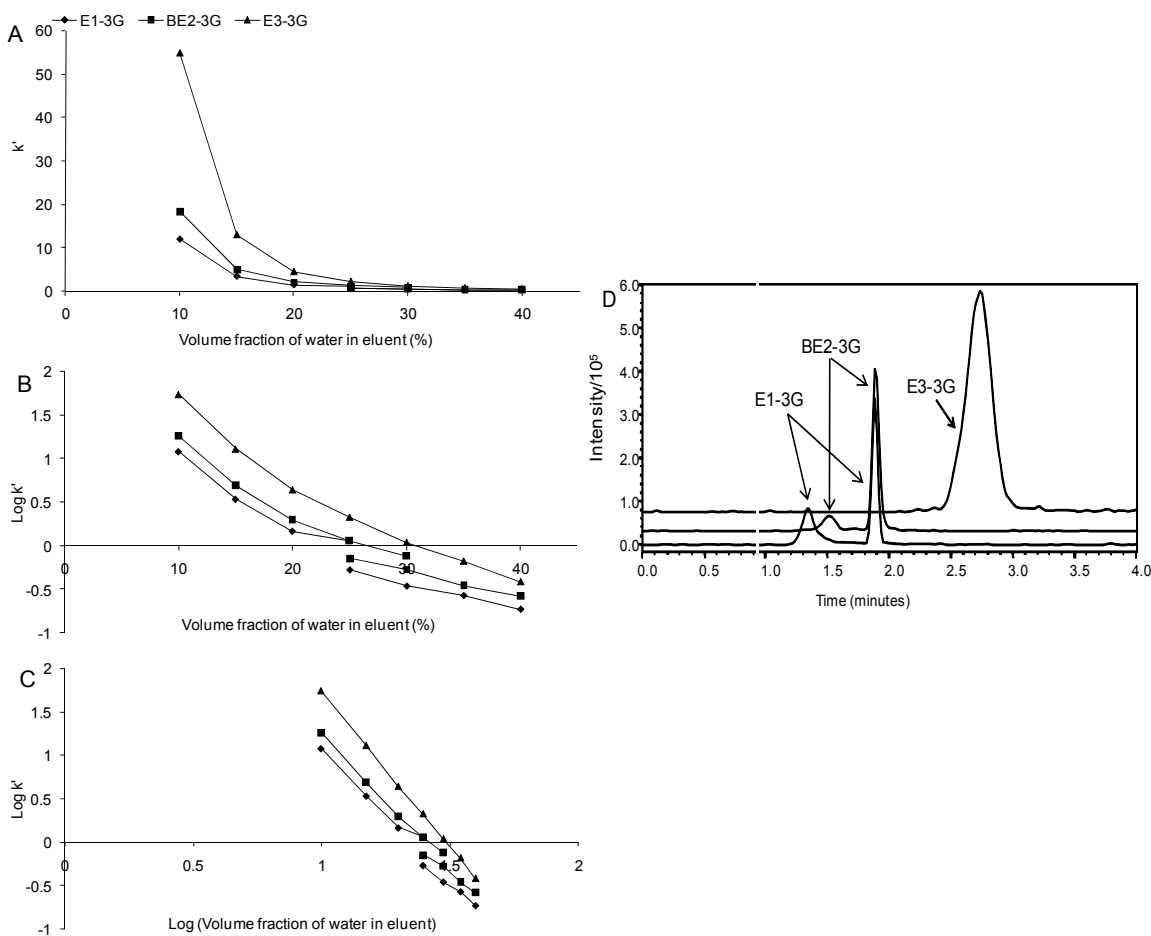 A
E1-3G BE2-3G E3-3G
60
50
40
30
20
10
0
k'
0 10 20 30 40
Volume fraction of water in eluent (%)
B
2
1.5
1
0.5
0
-0.5
-1
Log k'
10 20 30 40
Volume fraction of water in eluent (%)
C
2
1.5
1
0.5
0
-0.5
-1
Log k'
0 0.5 1 1.5 2
Log (Volume fraction of water in eluent)
D
6.0
5.0
4.0
3.0
2.0
1.0
0.0
Intensity/10⁵
BE2-3G
E1-3G
E3-3G
0.0 0.5 1.0 1.5 2.0 2.5 3.0 3.5 4.0
Time (minutes)